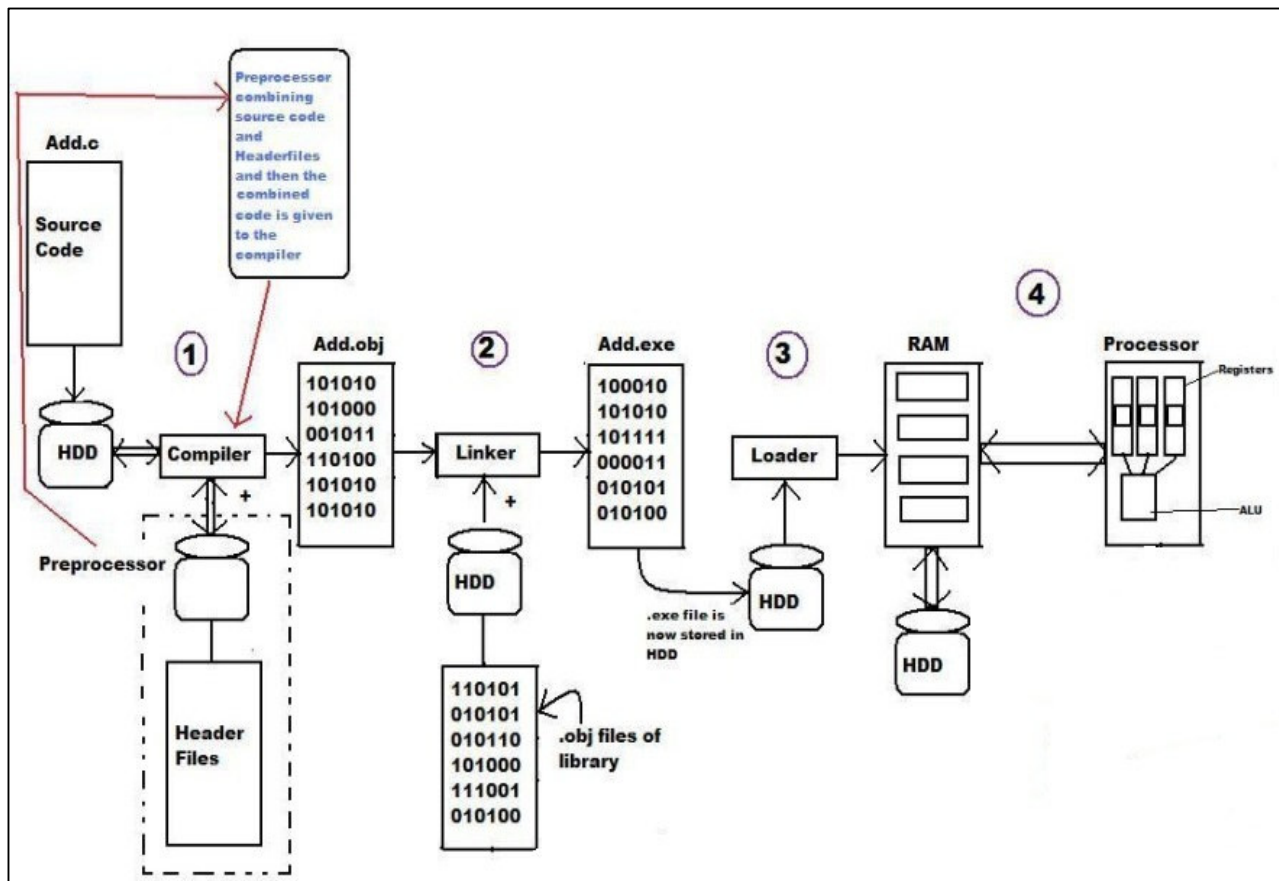 Preprocessor
combining
source code
and
Headerfiles
and then the
combined
code is given
to the
compiler
Add.c
Source
Code
HDD
1
Compiler
+
Preprocessor
Header
Files
Add.obj
101010
101000
001011
110100
101010
101010
2
Linker
+
HDD
110101
010101
010110
101000
111001
010100
.obj files of
library
Add.exe
100010
101010
101111
000011
010101
010100
.exe file is
now stored in
HDD
3
Loader
HDD
RAM
HDD
4
Processor
Registers
ALU